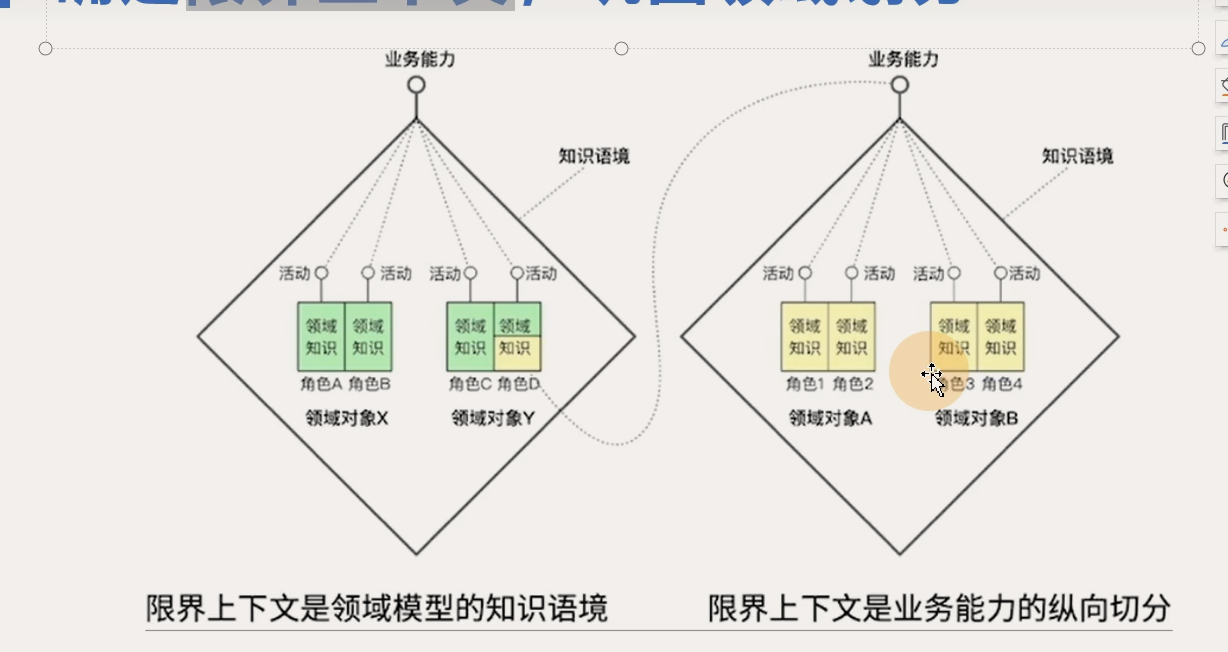 业务能力 业务能力
知识语境 知识语境
活动 活动 活动 活动 活动 活动 活动 活动
领域 领域 领域 领域 领域 领域 领域 领域
知识 知识 知识 知识 知识 知识 知识 知识
角色A 角色B 角色C 角色D 角色1 角色2 色3 角色4
领域对象X 领域对象Y 领域对象A 领域对象B
限界上下文是领域模型的知识语境 限界上下文是业务能力的纵向切分